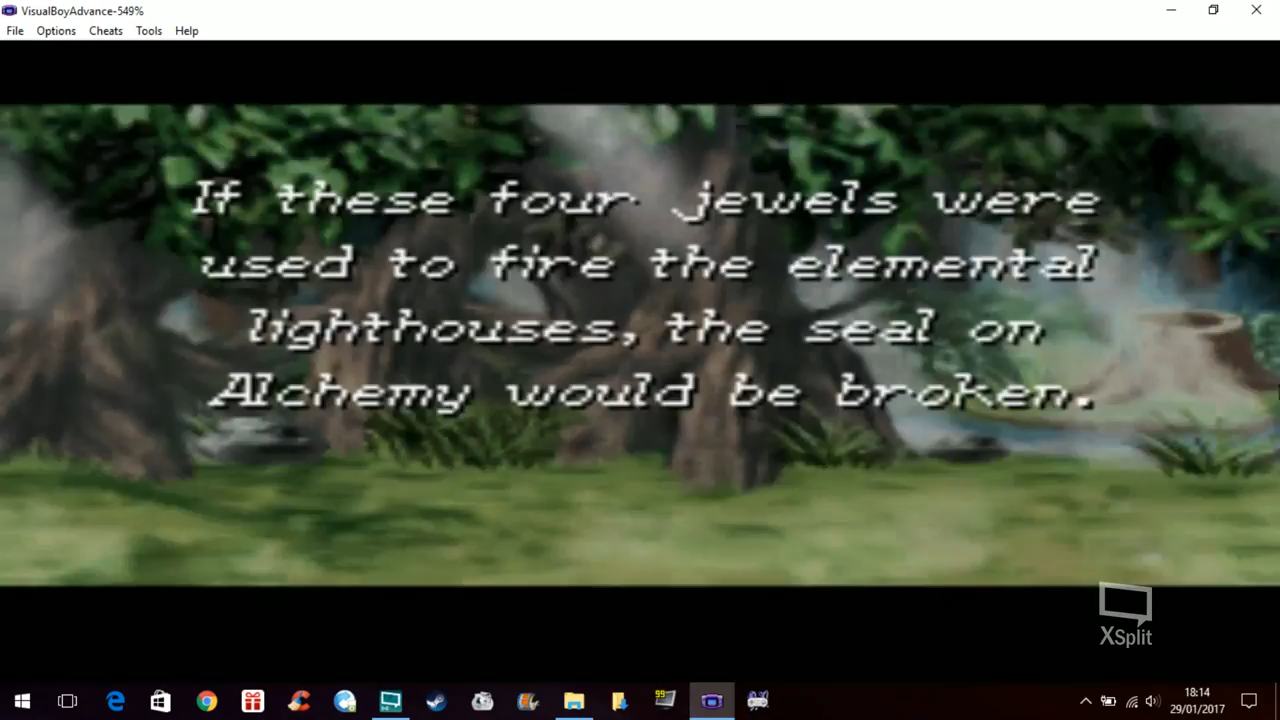 VisualBoyAdvance-549%
File Options Cheats Tools Help
If these four jewels were
used to fire the elemental
lighthouses, the seal on
Alchemy would be broken.
XSplit
99
18:14
29/01/2017